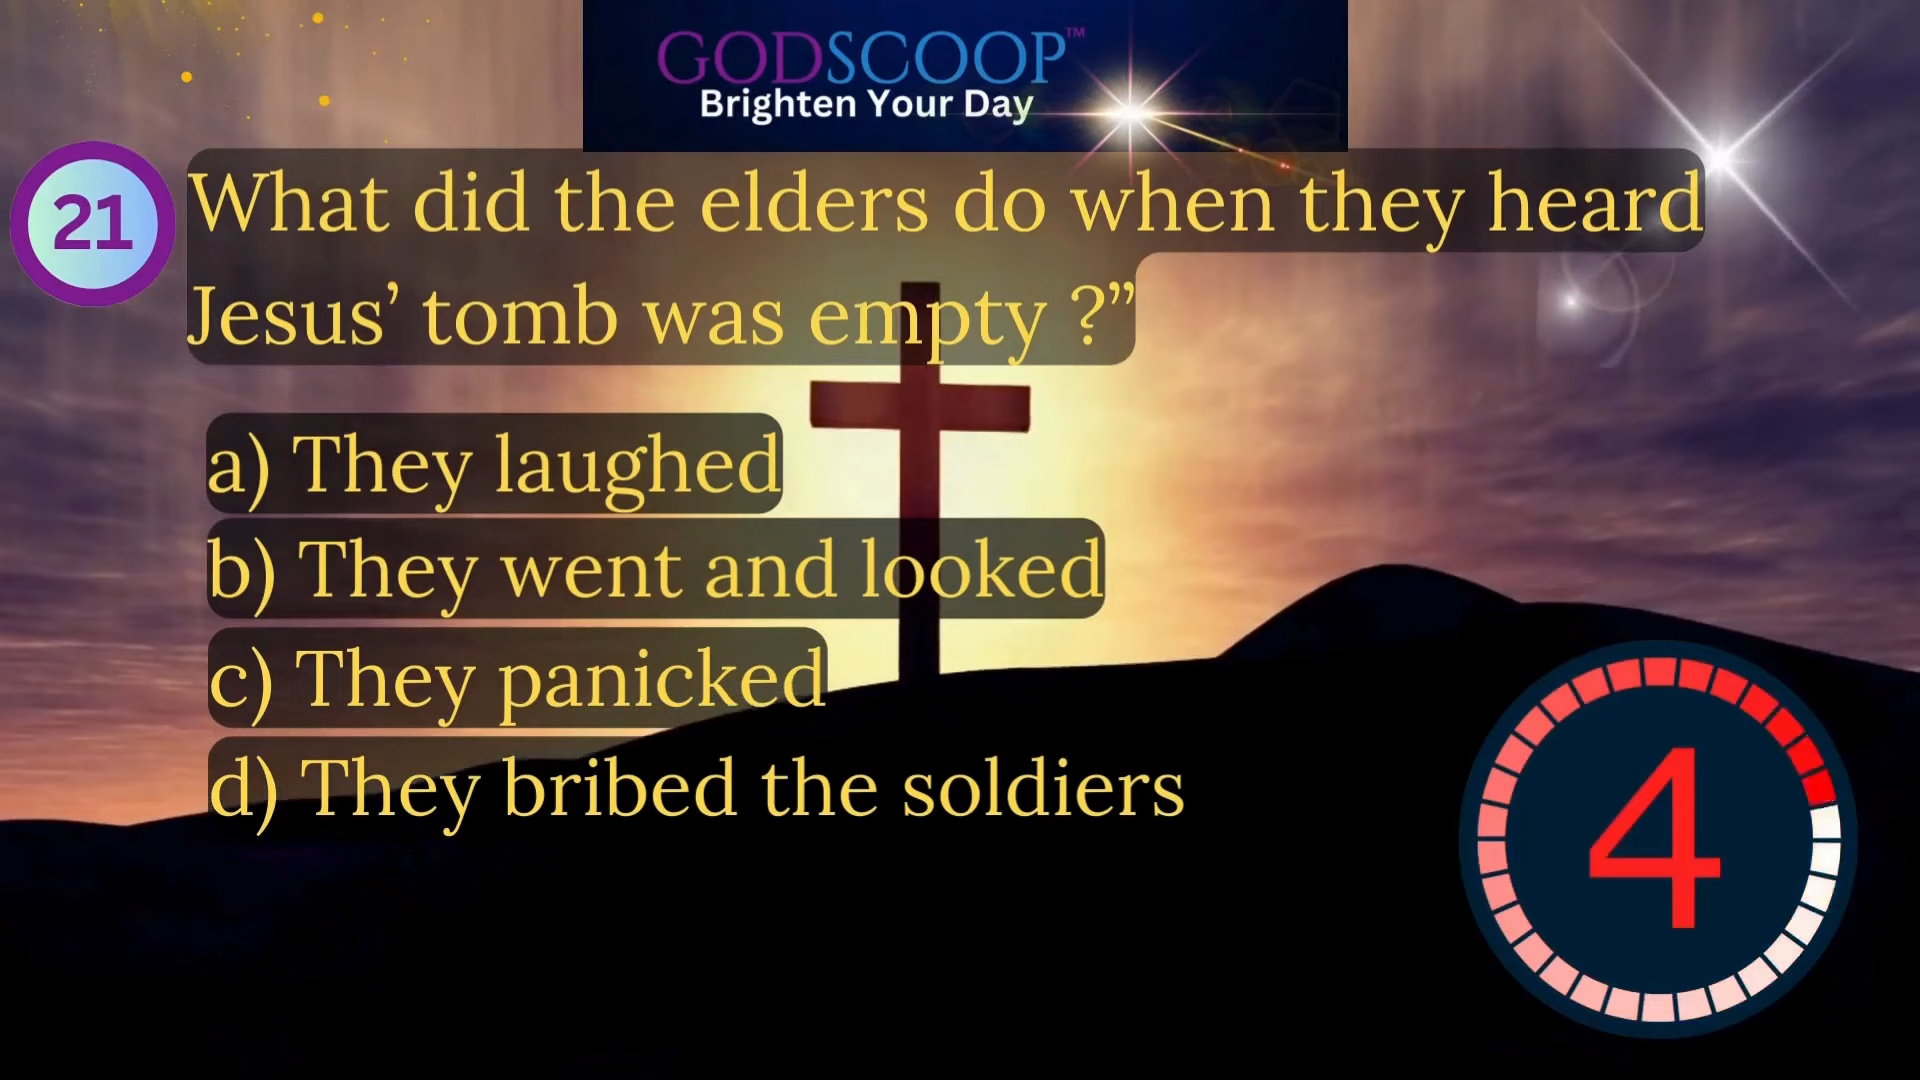 GODSCOOP™
Brighten Your Day
21
What did the elders do when they heard
Jesus’ tomb was empty ?”
a) They laughed
b) They went and looked
c) They panicked
d) They bribed the soldiers
4